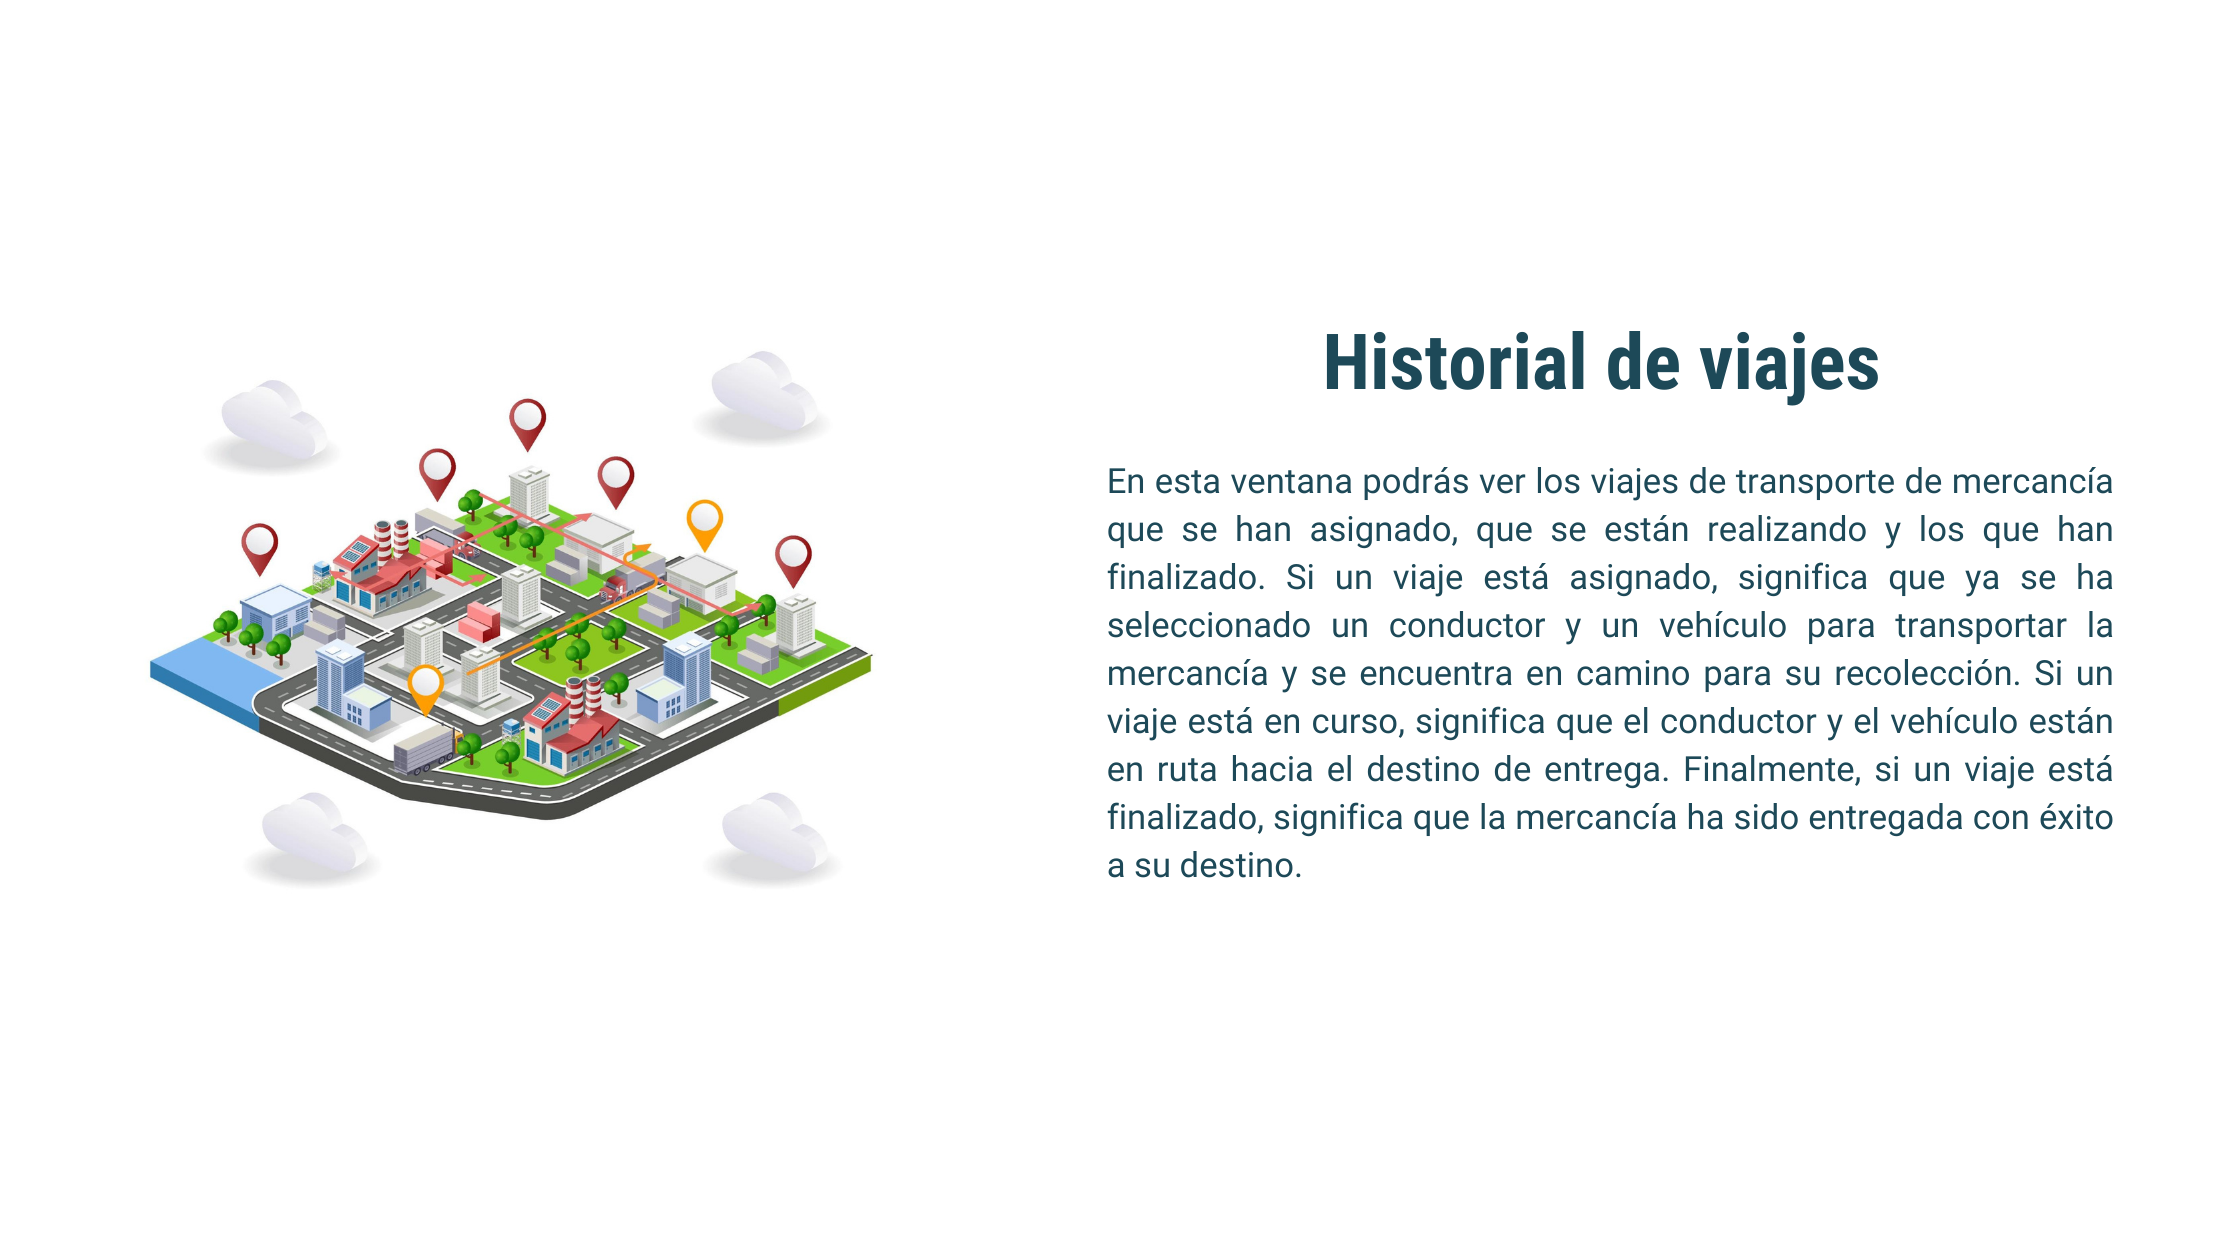 Historial de viajes
En esta ventana podrás ver los viajes de transporte de mercancía
que se han asignado, que se están realizando y los que han
finalizado. Si un viaje está asignado, significa que ya se ha
seleccionado un conductor y un vehículo para transportar la
mercancía y se encuentra en camino para su recolección. Si un
viaje está en curso, significa que el conductor y el vehículo están
en ruta hacia el destino de entrega. Finalmente, si un viaje está
finalizado, significa que la mercancía ha sido entregada con éxito
a su destino.